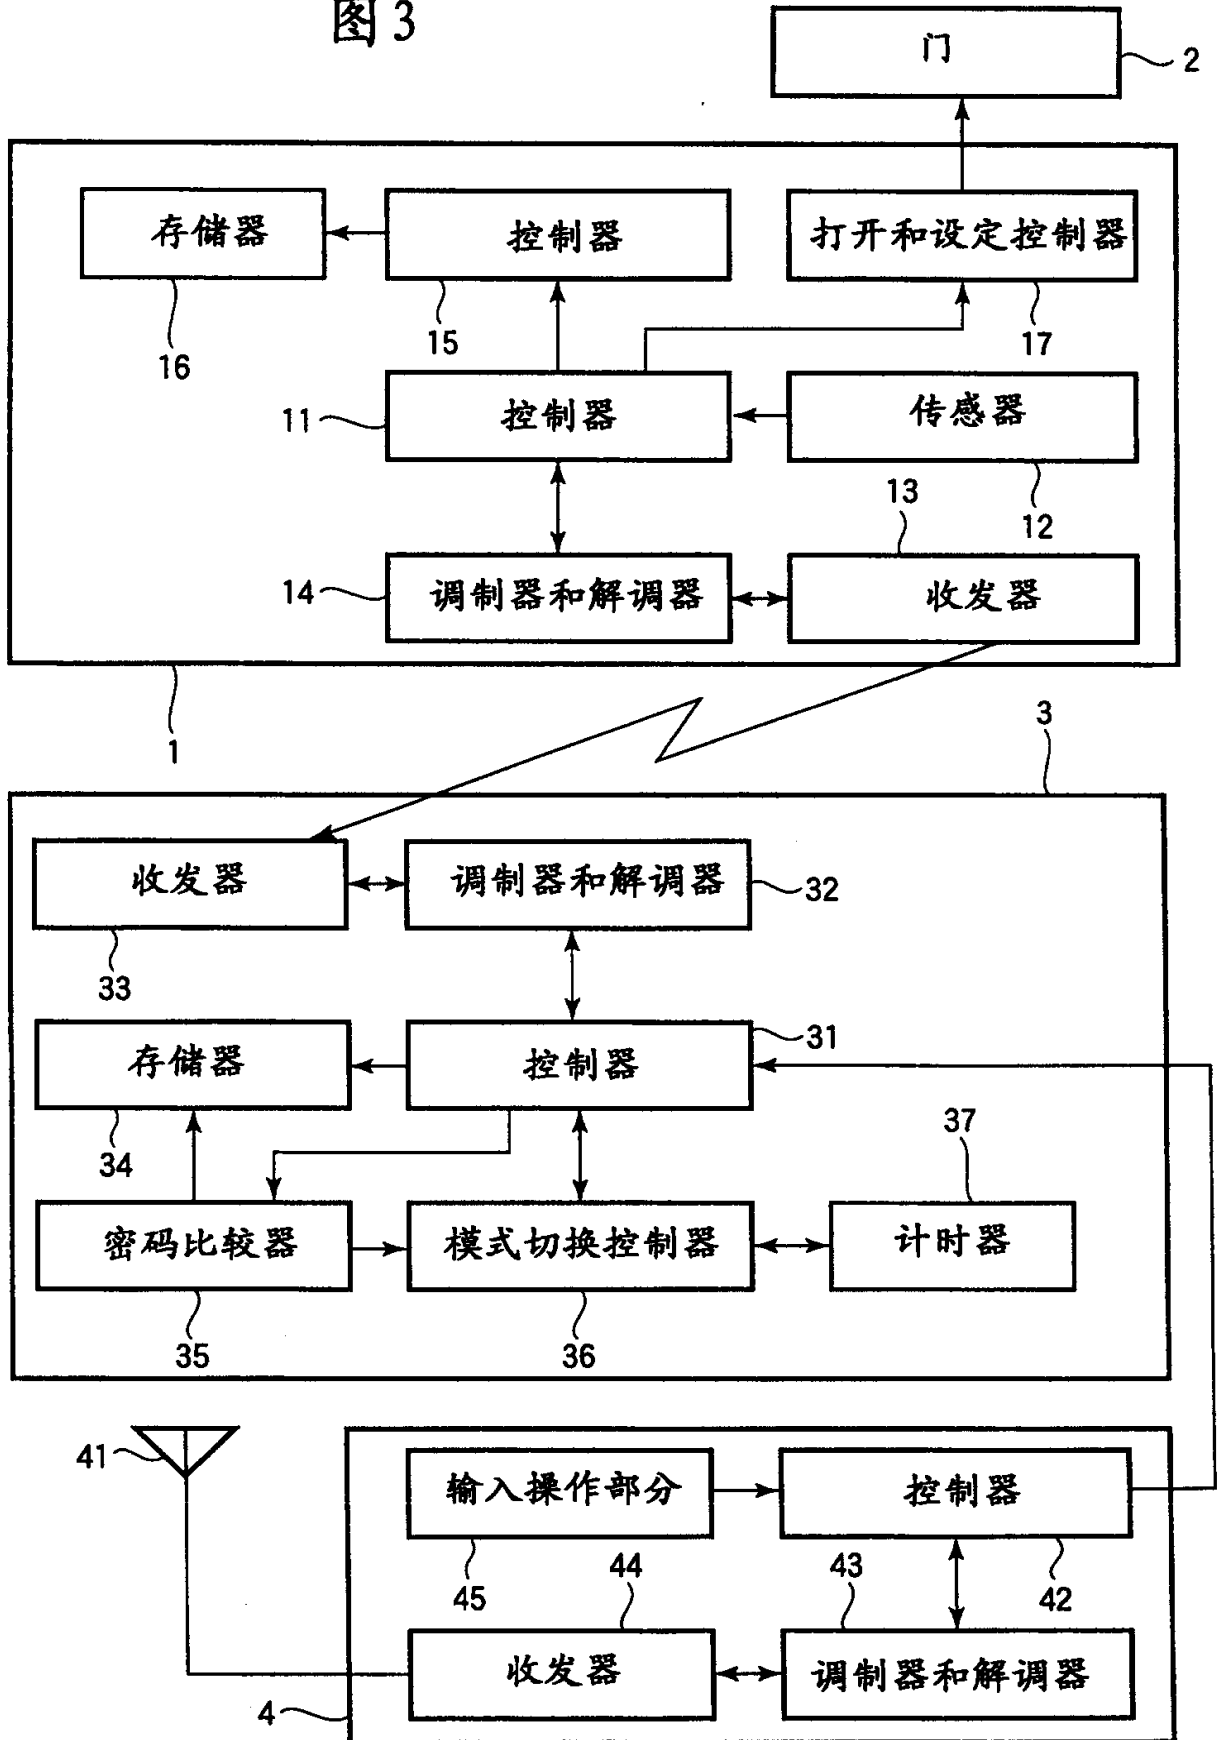 图3
门
2
存储器
控制器
打开和设定控制器
16
15
17
11
控制器
传感器
13
12
14
调制器和解调器
收发器
1
3
收发器
调制器和解调器
32
33
存储器
控制器
31
34
37
密码比较器
模式切换控制器
计时器
35
36
41
输入操作部分
控制器
45
44
43
42
收发器
调制器和解调器
4